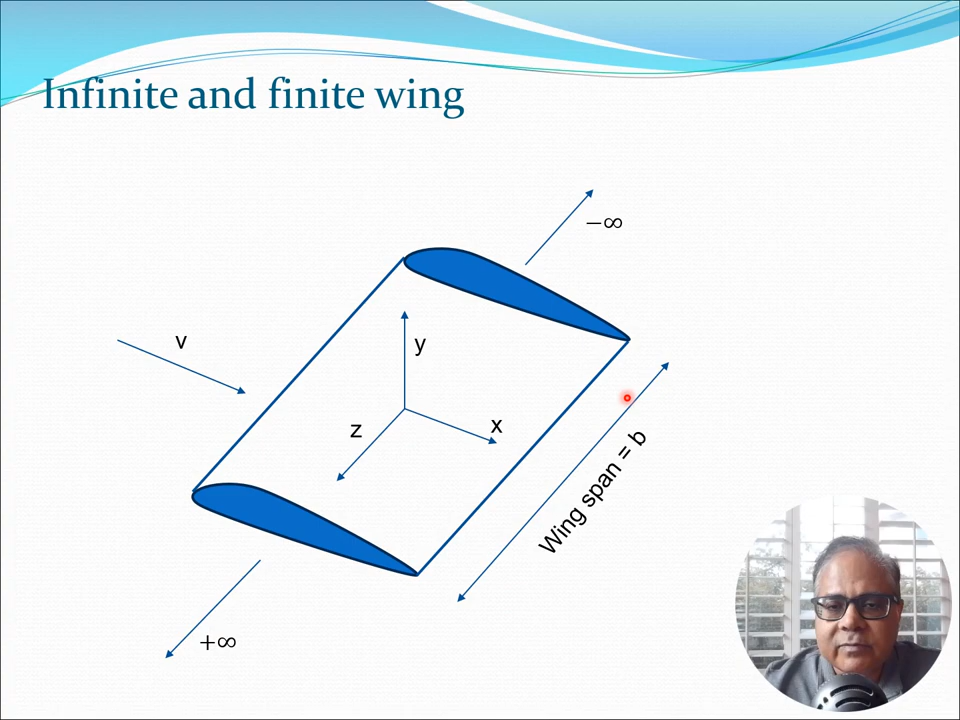 Infinite and finite wing
−∞
v
y
z
x
Wing span = b
+∞